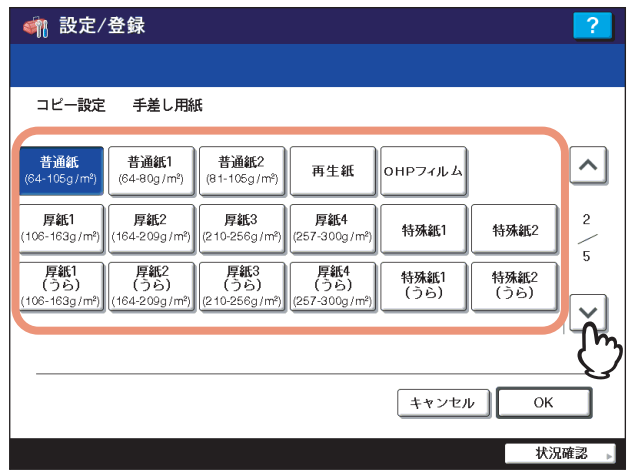 設定/登録
?
コピー設定 手差し用紙
普通紙
(64-105g/m²)
普通紙1
(64-80g/m²)
普通紙2
(81-105g/m²)
再生紙
OHPフィルム
厚紙1
(106-163g/m²)
厚紙2
(164-209g/m²)
厚紙3
(210-256g/m²)
厚紙4
(257-300g/m²)
特殊紙1
特殊紙2
厚紙1
(うら)
(106-163g/m²)
厚紙2
(うら)
(164-209g/m²)
厚紙3
(うら)
(210-256g/m²)
厚紙4
(うら)
(257-300g/m²)
特殊紙1
(うら)
特殊紙2
(うら)
2
/
5
キャンセル
OK
状況確認